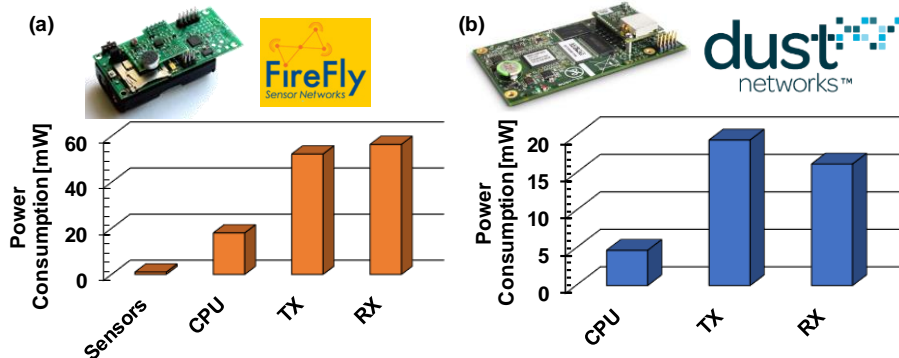 (a)
FireFly
Sensor Networks
Power
Consumption [mW]
60
40
20
0
Sensors
CPU
TX
RX
(b)
dust
networks™
Power
Consumption [mW]
20
15
10
5
0
CPU
TX
RX